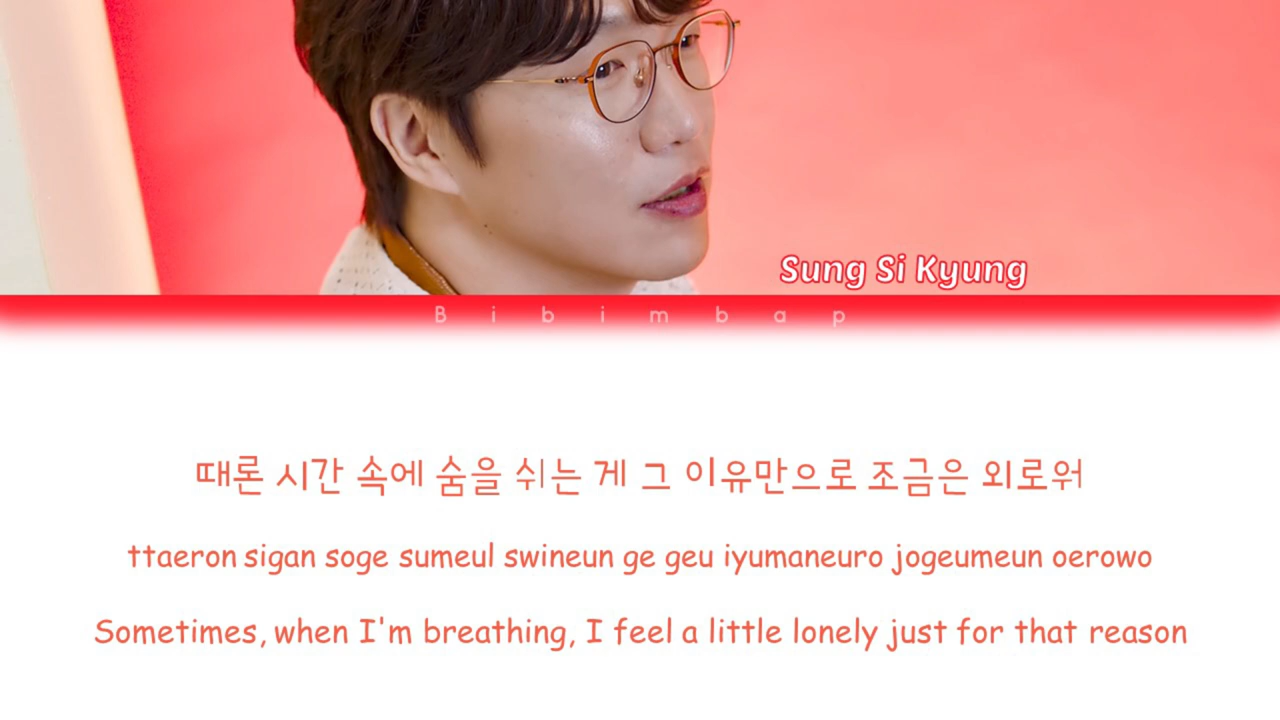 Sung Si Kyung
Bibimbap
때론 시간 속에 숨을 쉬는 게 그 이유만으로 조금은 외로워
ttaeron sigan soge sumeul swineun ge geu iyumaneuro jogeumeun oerowo
Sometimes, when I'm breathing, I feel a little lonely just for that reason